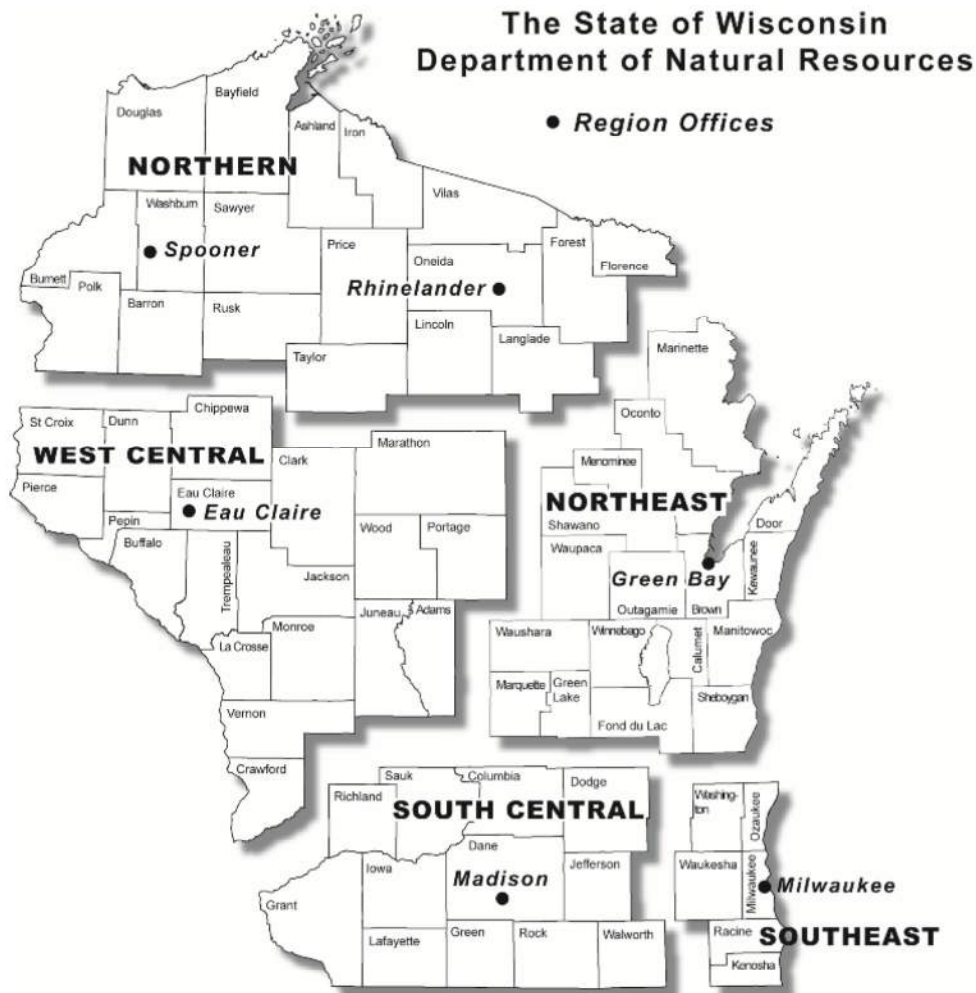 The State of Wisconsin
Department of Natural Resources
● Region Offices
Bayfield
Douglas
Ashland
Iron
NORTHERN
Vilas
Washburn
Sawyer
Spooner
Price
Forest
Oneida
Florence
Burnett
Polk
Rhinelander
Barron
Rusk
Lincoln
Langlade
Taylor
Marinette
Chippewa
St Croix
Dunn
Oconto
WEST CENTRAL
Marathon
Clark
Menominee
Pierce
Eau Claire
Eau Claire
NORTHEAST
Pepin
Buffalo
Wood
Portage
Shawano
Door
Waupaca
Trempealeau
Kewaunee
Jackson
Green Bay
Juneau
Adams
Outagamie
Brown
Monroe
La Crosse
Waushara
Winnebago
Calumet
Manitowoc
Marquette
Green
Lake
Sheboygan
Vernon
Fond du Lac
Crawford
Sauk
Columbia
Dodge
Richland
SOUTH CENTRAL
Washing-
ton
Ozaukee
Dane
Iowa
Jefferson
Waukesha
Milwaukee
Madison
Milwaukee
Grant
Lafayette
Green
Rock
Walworth
Racine
SOUTHEAST
Kenosha